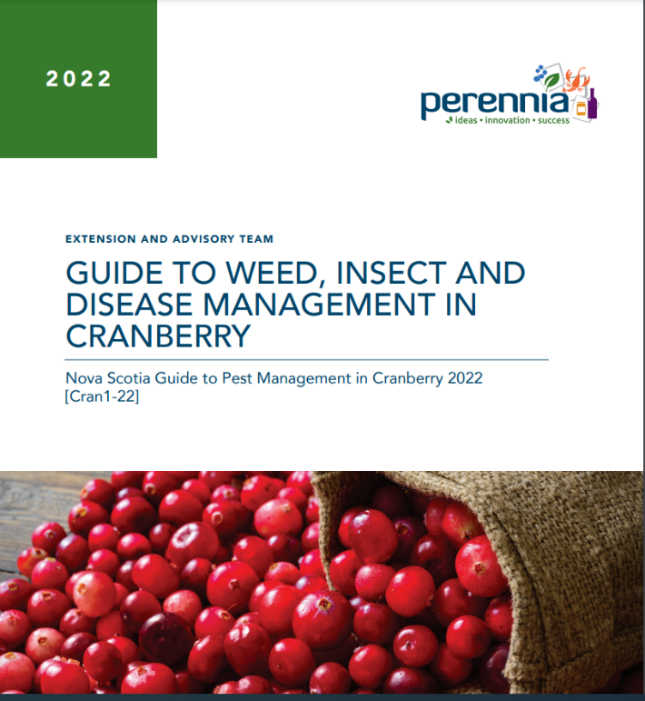 2022
perennia
ideas • innovation • success
EXTENSION AND ADVISORY TEAM
GUIDE TO WEED, INSECT AND
DISEASE MANAGEMENT IN
CRANBERRY
Nova Scotia Guide to Pest Management in Cranberry 2022
[Cran1-22]